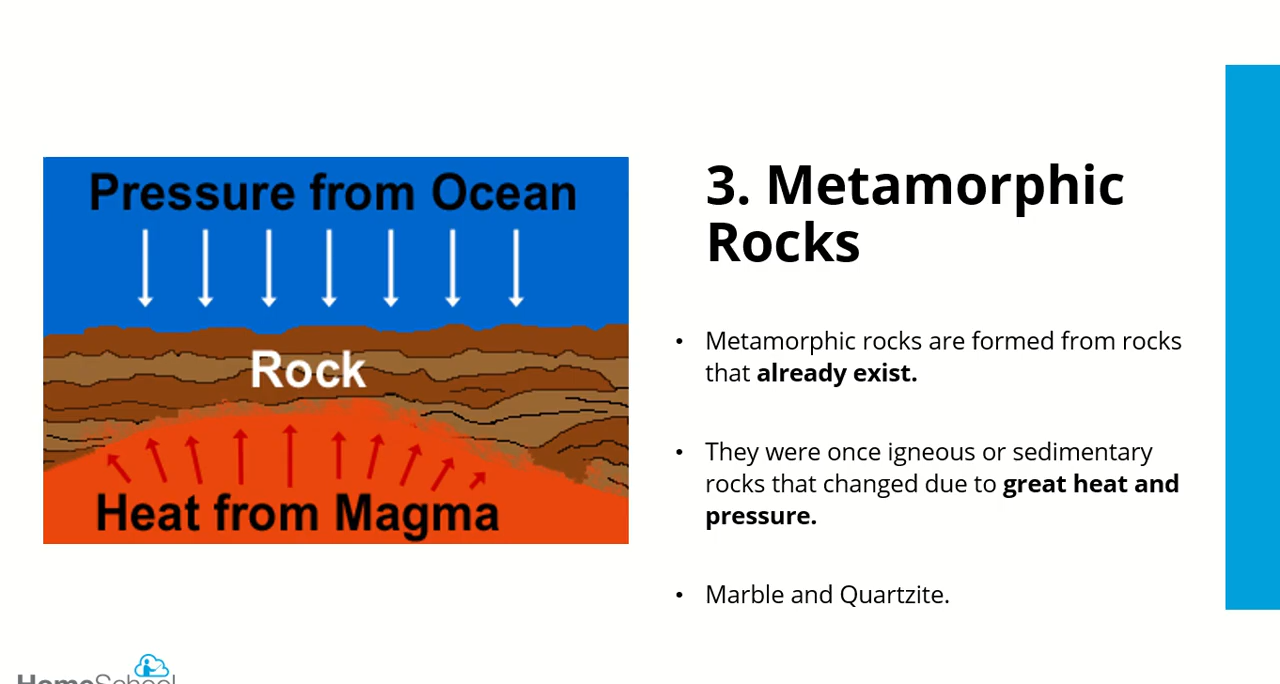 Pressure from Ocean
Rock
Heat from Magma
3. Metamorphic
Rocks
• Metamorphic rocks are formed from rocks
that already exist.
• They were once igneous or sedimentary
rocks that changed due to great heat and
pressure.
• Marble and Quartzite.
HomeSchool